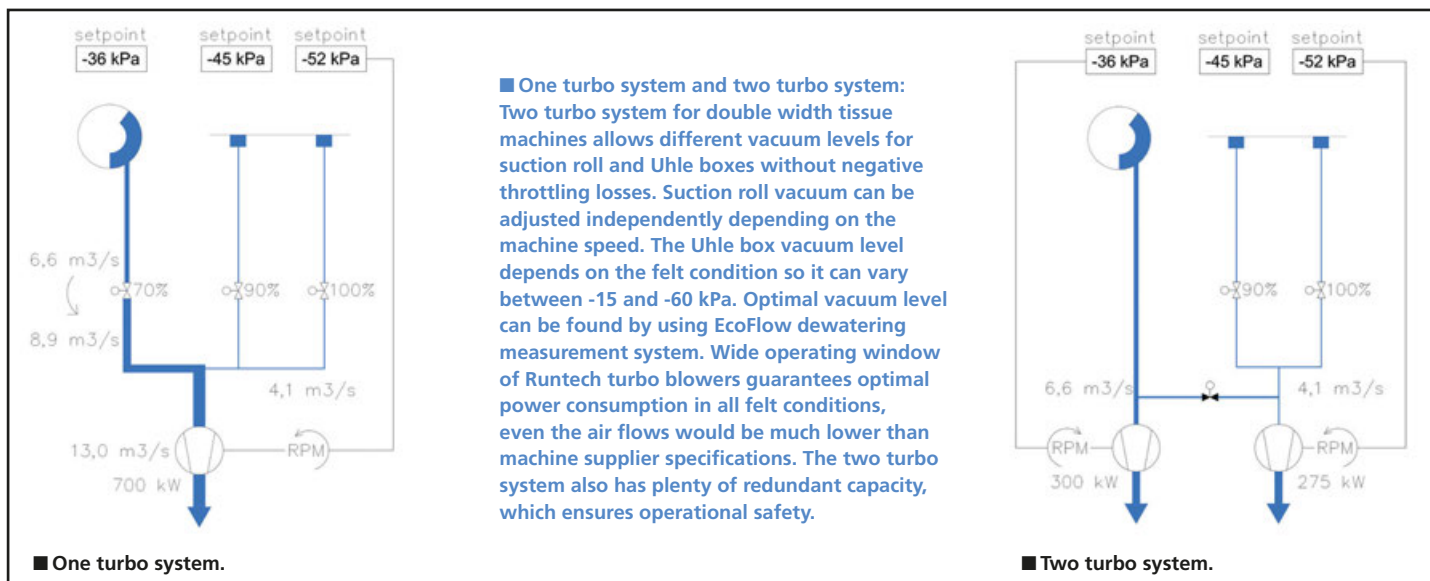 setpoint setpoint setpoint
-36 kPa -45 kPa -52 kPa
6,6 m3/s
70% 90% 100%
8,9 m3/s
4,1 m3/s
13,0 m3/s RPM
700 kW
■ One turbo system.
■ One turbo system and two turbo system:
Two turbo system for double width tissue
machines allows different vacuum levels for
suction roll and Uhle boxes without negative
throttling losses. Suction roll vacuum can be
adjusted independently depending on the
machine speed. The Uhle box vacuum level
depends on the felt condition so it can vary
between -15 and -60 kPa. Optimal vacuum level
can be found by using EcoFlow dewatering
measurement system. Wide operating window
of Runtech turbo blowers guarantees optimal
power consumption in all felt conditions,
even the air flows would be much lower than
machine supplier specifications. The two turbo
system also has plenty of redundant capacity,
which ensures operational safety.
setpoint setpoint setpoint
-36 kPa -45 kPa -52 kPa
90% 100%
6,6 m3/s 4,1 m3/s
RPM RPM
300 kW 275 kW
■ Two turbo system.